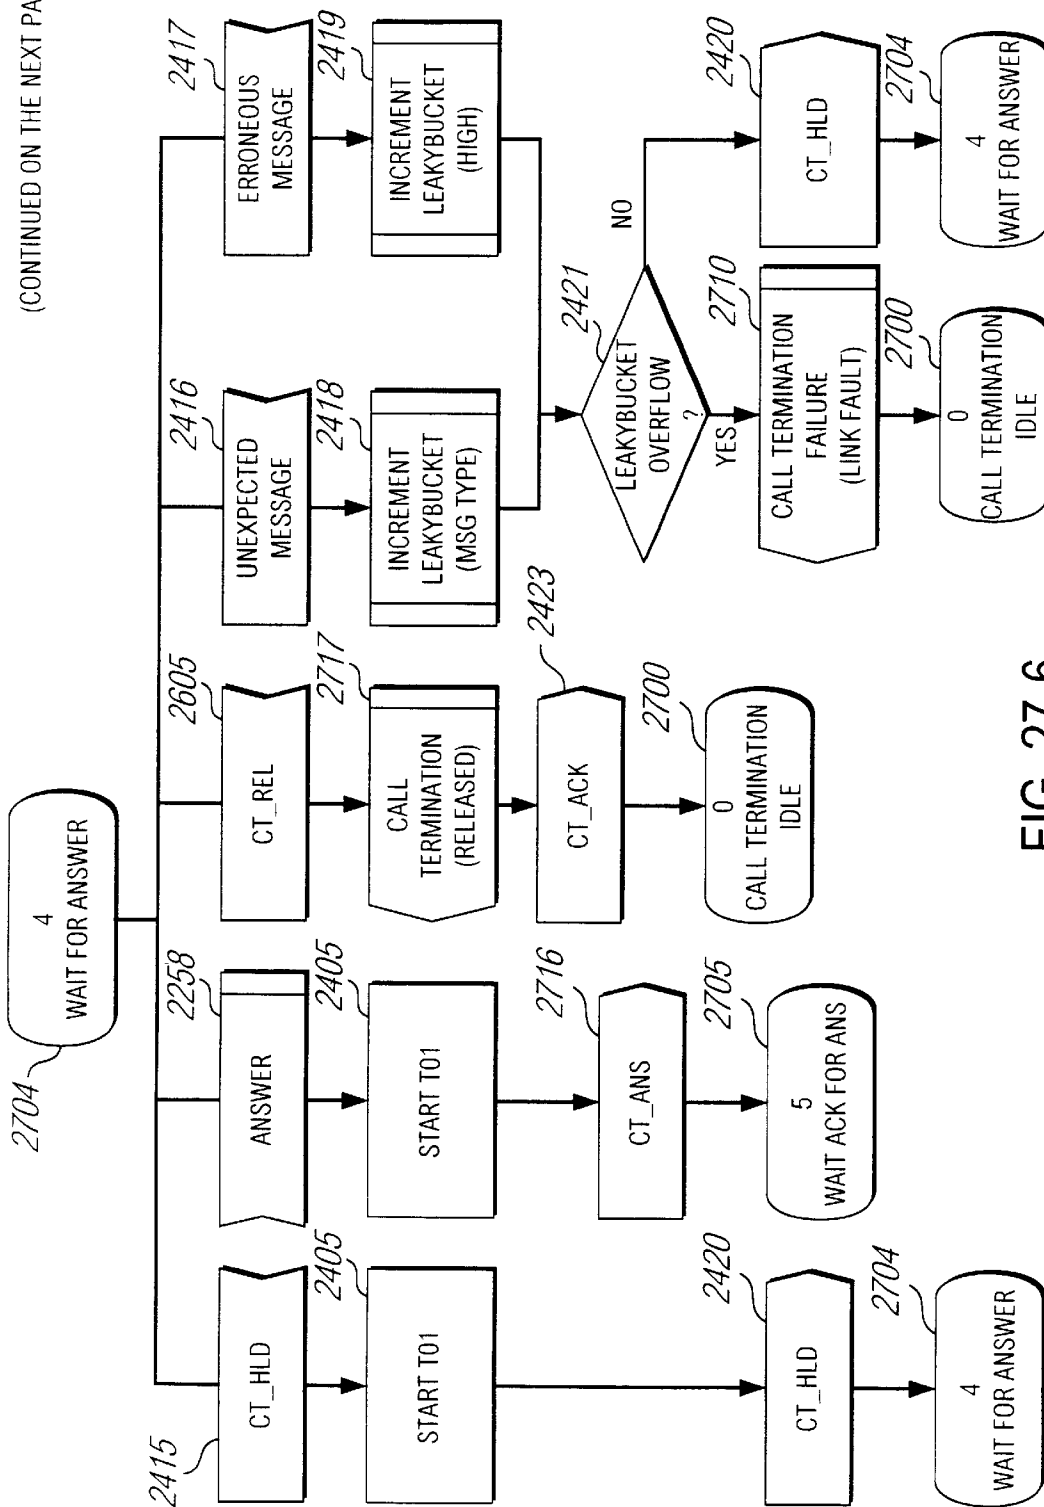 (CONTINUED ON THE NEXT PA
2704
4
WAIT FOR ANSWER
2415
CT_HLD
2405
START T01
2420
CT_HLD
2704
4
WAIT FOR ANSWER
2258
ANSWER
2405
START T01
2716
CT_ANS
2705
5
WAIT ACK FOR ANS
2605
CT_REL
2717
CALL
TERMINATION
(RELEASED)
2423
CT_ACK
2700
0
CALL TERMINATION
IDLE
2416
UNEXPECTED
MESSAGE
2418
INCREMENT
LEAKYBUCKET
(MSG TYPE)
2417
ERRONEOUS
MESSAGE
2419
INCREMENT
LEAKYBUCKET
(HIGH)
2421
LEAKYBUCKET
OVERFLOW
?
YES
NO
2710
CALL TERMINATION
FAILURE
(LINK FAULT)
2700
0
CALL TERMINATION
IDLE
2420
CT_HLD
2704
4
WAIT FOR ANSWER
FIG. 27.6